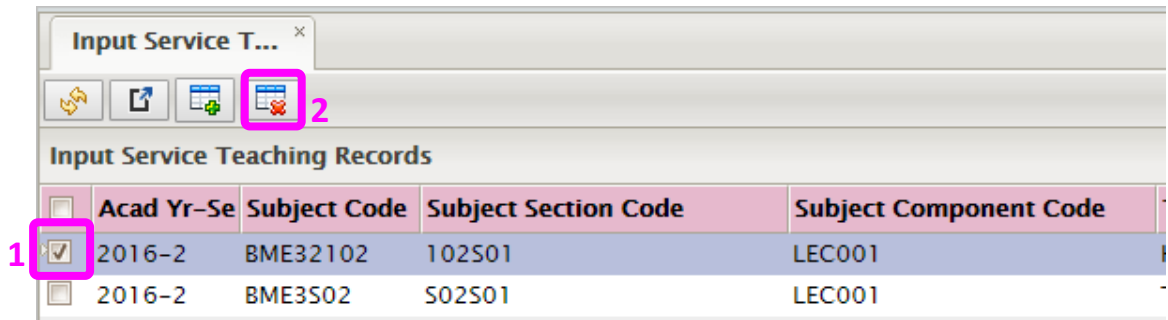 Input Service T... ×
2
Input Service Teaching Records
Acad Yr-Se Subject Code Subject Section Code Subject Component Code
1 2016-2 BME32102 102S01 LEC001
2016-2 BME3S02 S02S01 LEC001